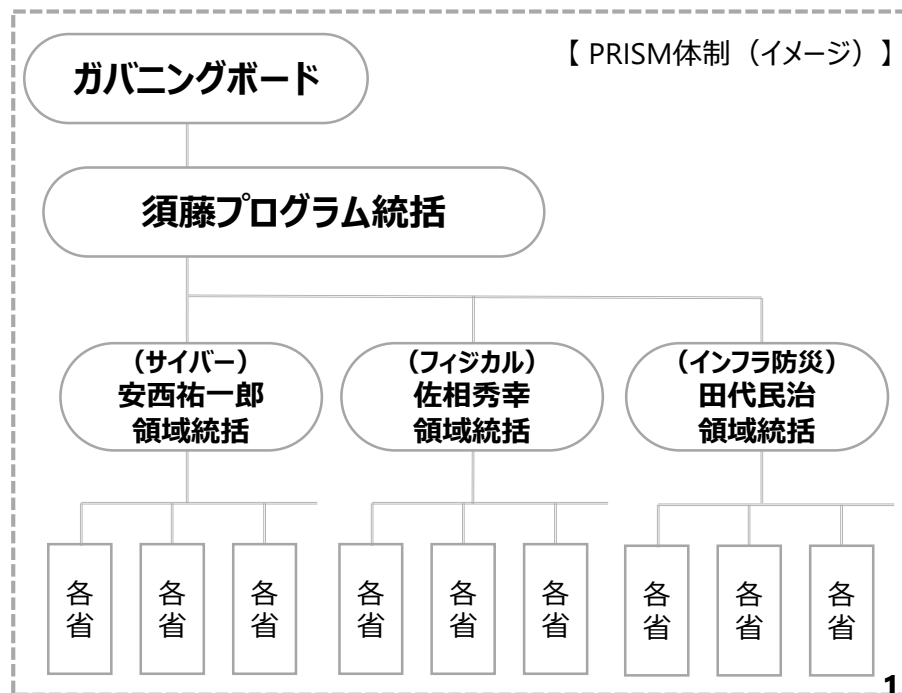 【 PRISM体制（イメージ）】
ガバニングボード
須藤プログラム統括
（サイバー）
安西祐一郎
領域統括
（フィジカル）
佐相秀幸
領域統括
（インフラ防災）
田代民治
領域統括
各省
各省
各省
各省
各省
各省
各省
各省
各省
1